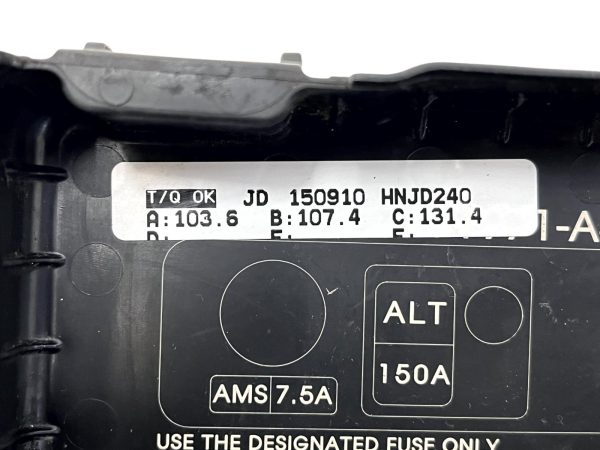 T/Q OK JD 150910 HNJD240
A:103.6 B:107.4 C:131.4
D: E: F:
1-A
ALT
150A
AMS 7.5A
USE THE DESIGNATED FUSE ONLY